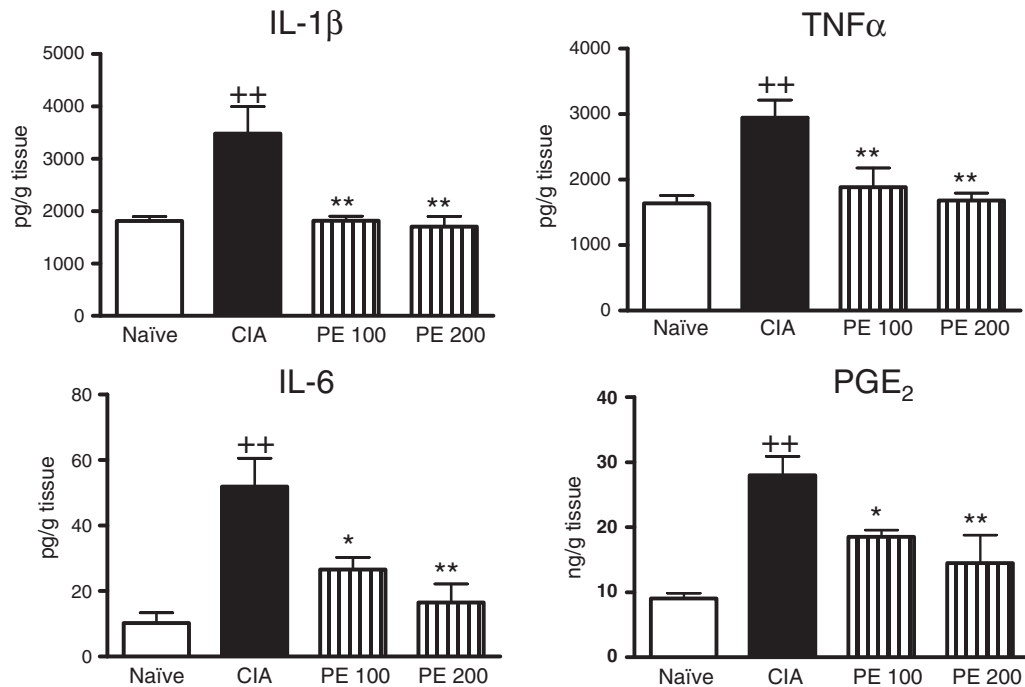 IL-1β
5000
4000
3000
2000
1000
0
pg/g tissue
++
**
**
Naïve CIA PE 100 PE 200
TNFα
4000
3000
2000
1000
0
pg/g tissue
++
**
**
Naïve CIA PE 100 PE 200
IL-6
80
60
40
20
0
pg/g tissue
++
*
**
Naïve CIA PE 100 PE 200
PGE₂
40
30
20
10
0
ng/g tissue
++
*
**
Naïve CIA PE 100 PE 200